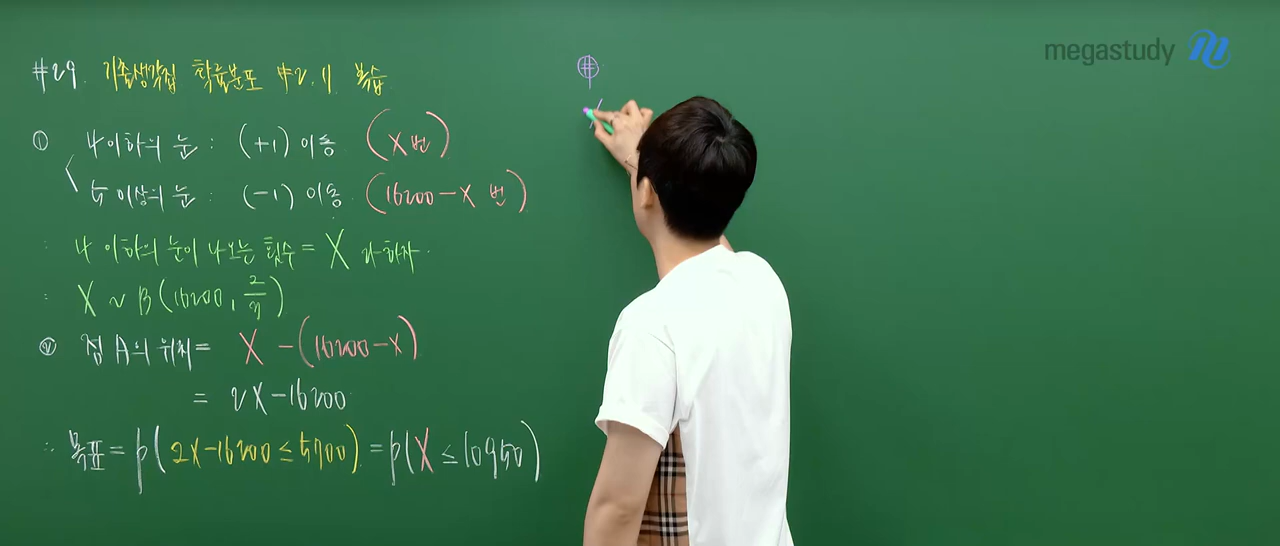 megastudy
#29. 기출생각집 확률분포 #2.11 복습
① 4이하의 눈 : (+1) 이동 (X번)
5이상의 눈 : (-1) 이동 (16200-X 번)
: 4 이하의 눈이 나오는 횟수 = X 라하자.
: X ~ B(16200, 2/3)
② 점 A의 위치 = X - (16200-X)
= 2X-16200
∴ 목표 = p(2X-16200 ≤ 5700) = p(X ≤ 10950)